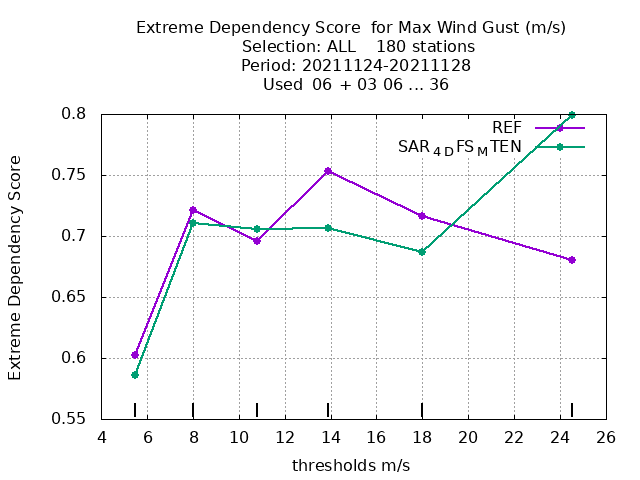 Extreme Dependency Score  for Max Wind Gust (m/s)
Selection: ALL    180 stations
Period: 20211124-20211128
Used  06 + 03 06 ... 36
REF
SAR4DFSMTEN
Extreme Dependency Score
0.8
0.75
0.7
0.65
0.6
0.55
4 6 8 10 12 14 16 18 20 22 24 26
thresholds m/s